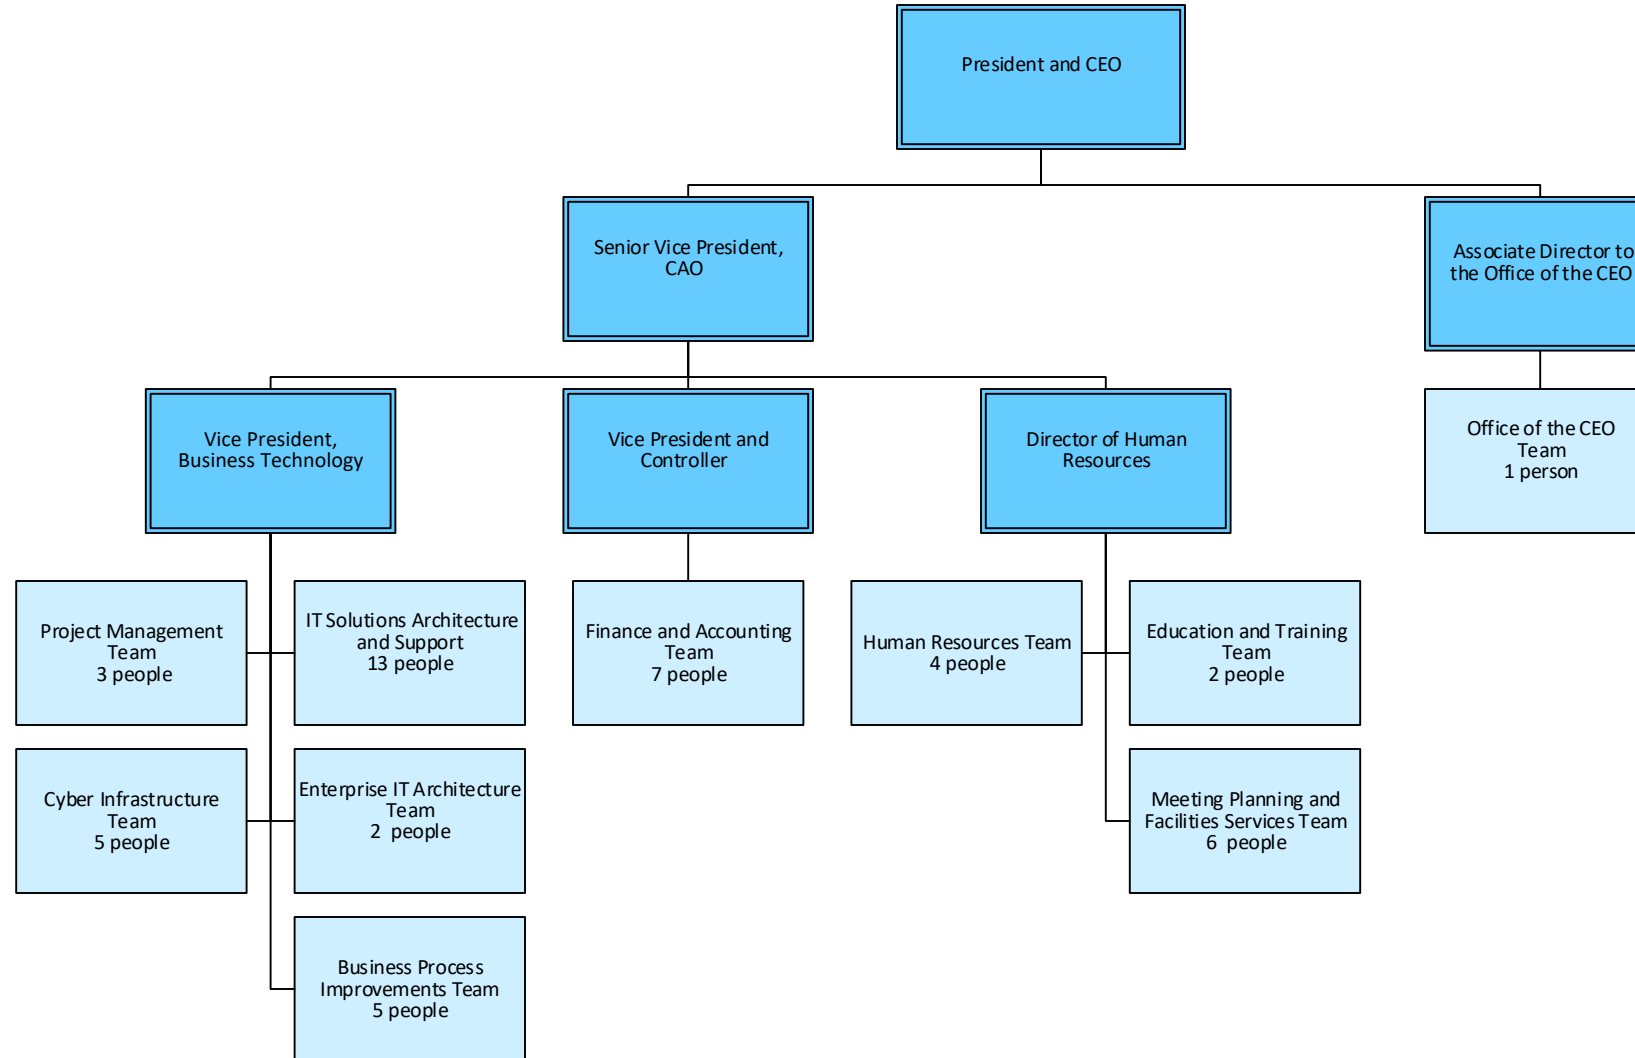 President and CEO
Senior Vice President,
CAO
Associate Director to
the Office of the CEO
Vice President,
Business Technology
Vice President and
Controller
Director of Human
Resources
Office of the CEO
Team
1 person
Project Management
Team
3 people
IT Solutions Architecture
and Support
13 people
Finance and Accounting
Team
7 people
Human Resources Team
4 people
Education and Training
Team
2 people
Cyber Infrastructure
Team
5 people
Enterprise IT Architecture
Team
2 people
Meeting Planning and
Facilities Services Team
6 people
Business Process
Improvements Team
5 people